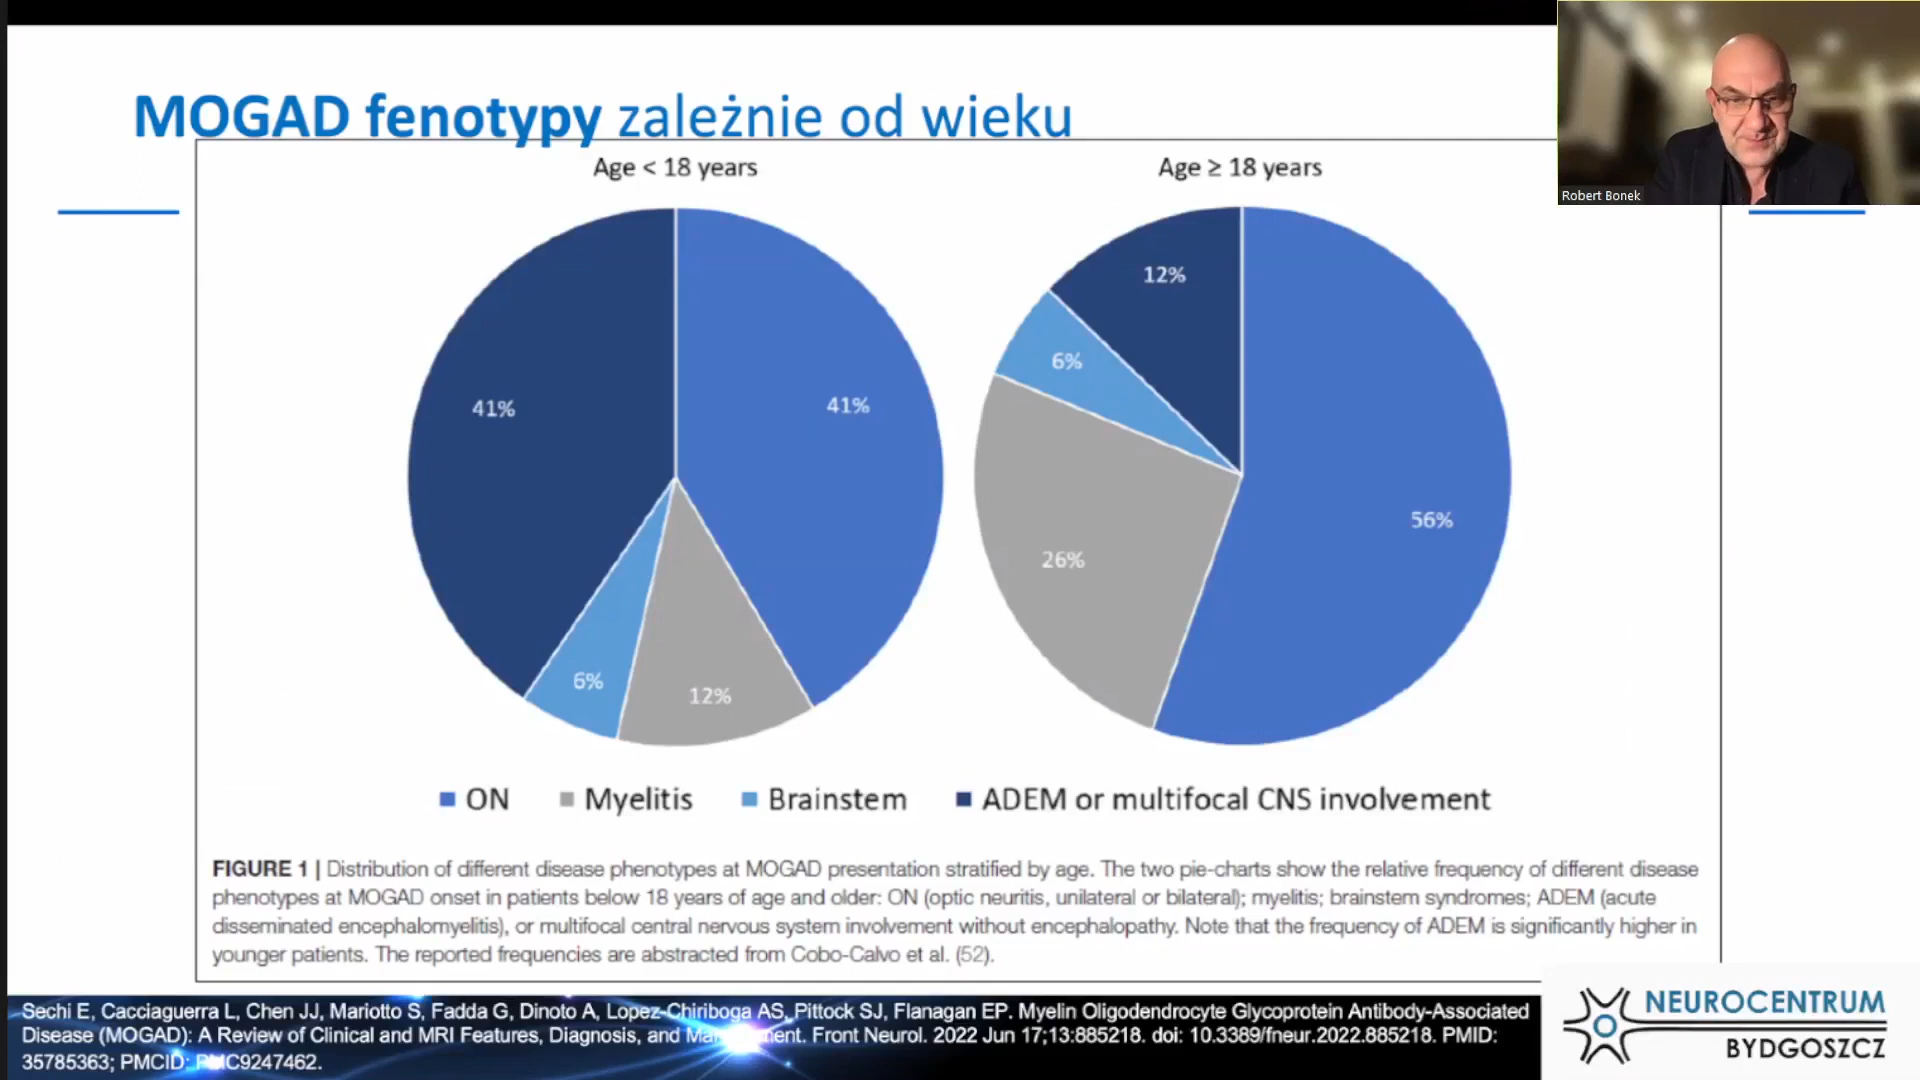 MOGAD fenotypy zależnie od wieku
Robert Bonek
Age < 18 years
Age ≥ 18 years
41%
41%
6%
12%
12%
6%
26%
56%
ON
Myelitis
Brainstem
ADEM or multifocal CNS involvement
FIGURE 1 | Distribution of different disease phenotypes at MOGAD presentation stratified by age. The two pie-charts show the relative frequency of different disease
phenotypes at MOGAD onset in patients below 18 years of age and older: ON (optic neuritis, unilateral or bilateral); myelitis; brainstem syndromes; ADEM (acute
disseminated encephalomyelitis), or multifocal central nervous system involvement without encephalopathy. Note that the frequency of ADEM is significantly higher in
younger patients. The reported frequencies are abstracted from Cobo-Calvo et al. (52).
Sechi E, Cacciaguerra L, Chen JJ, Mariotto S, Fadda G, Dinoto A, Lopez-Chiriboga AS, Pittock SJ, Flanagan EP. Myelin Oligodendrocyte Glycoprotein Antibody-Associated
Disease (MOGAD): A Review of Clinical and MRI Features, Diagnosis, and Management. Front Neurol. 2022 Jun 17;13:885218. doi: 10.3389/fneur.2022.885218. PMID:
35785363; PMCID: PMC9247462.
NEUROCENTRUM
BYDGOSZCZ